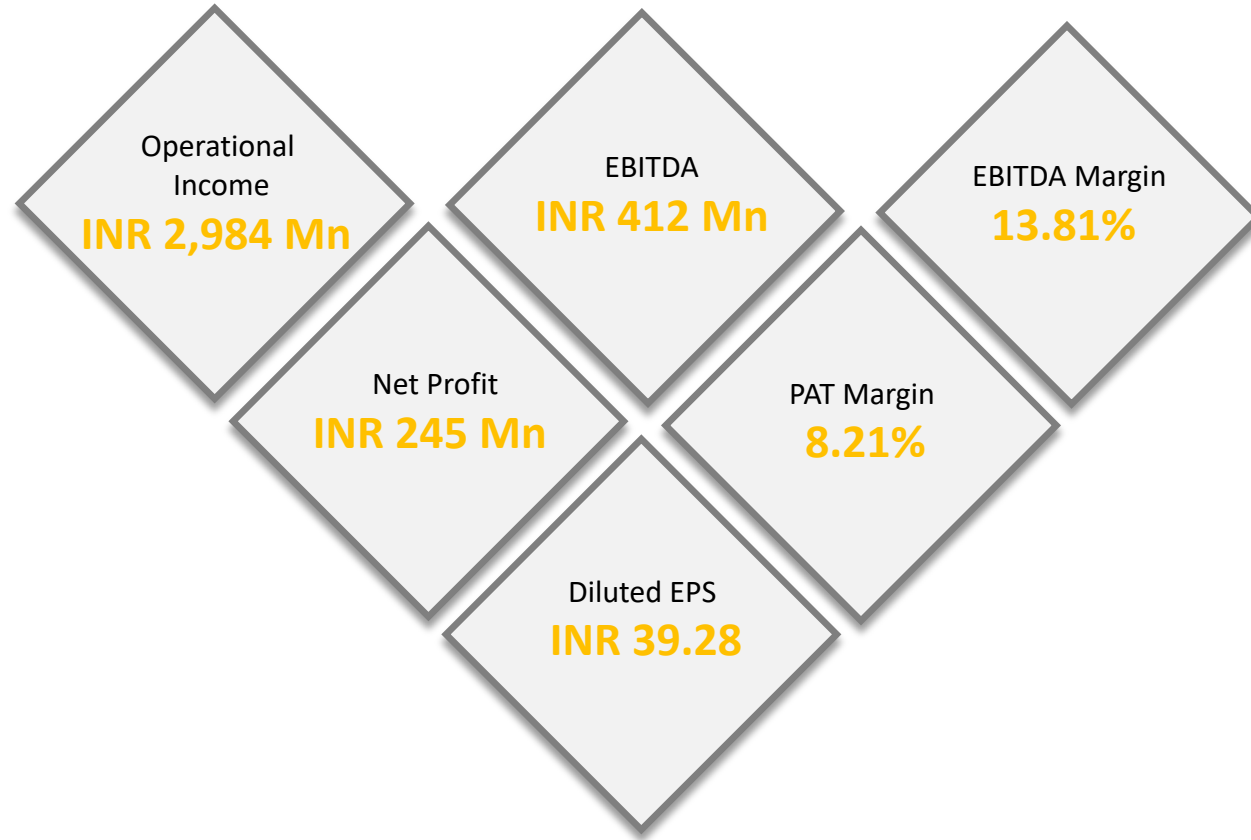 Operational
Income
INR 2,984 Mn
EBITDA
INR 412 Mn
EBITDA Margin
13.81%
Net Profit
INR 245 Mn
PAT Margin
8.21%
Diluted EPS
INR 39.28